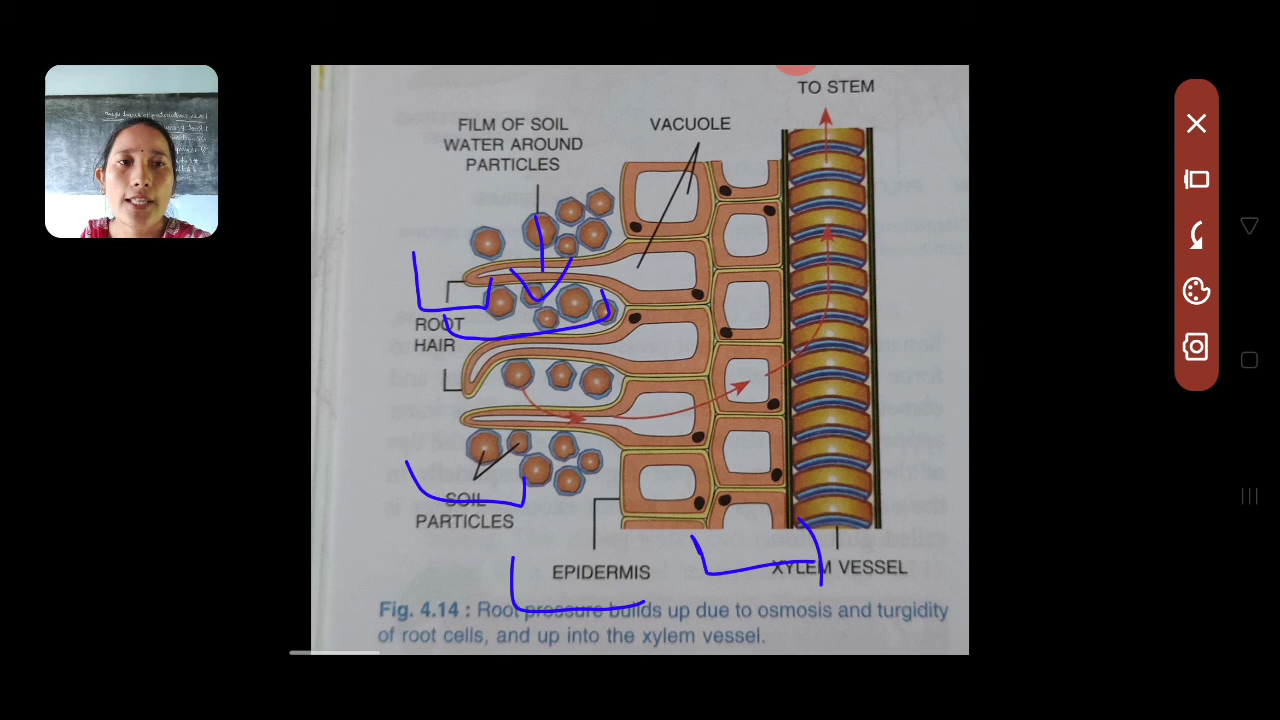 TO STEM
FILM OF SOIL
WATER AROUND
PARTICLES
VACUOLE
ROOT
HAIR
SOIL
PARTICLES
EPIDERMIS
XYLEM VESSEL
Fig. 4.14 : Root pressure builds up due to osmosis and turgidity
of root cells, and up into the xylem vessel.